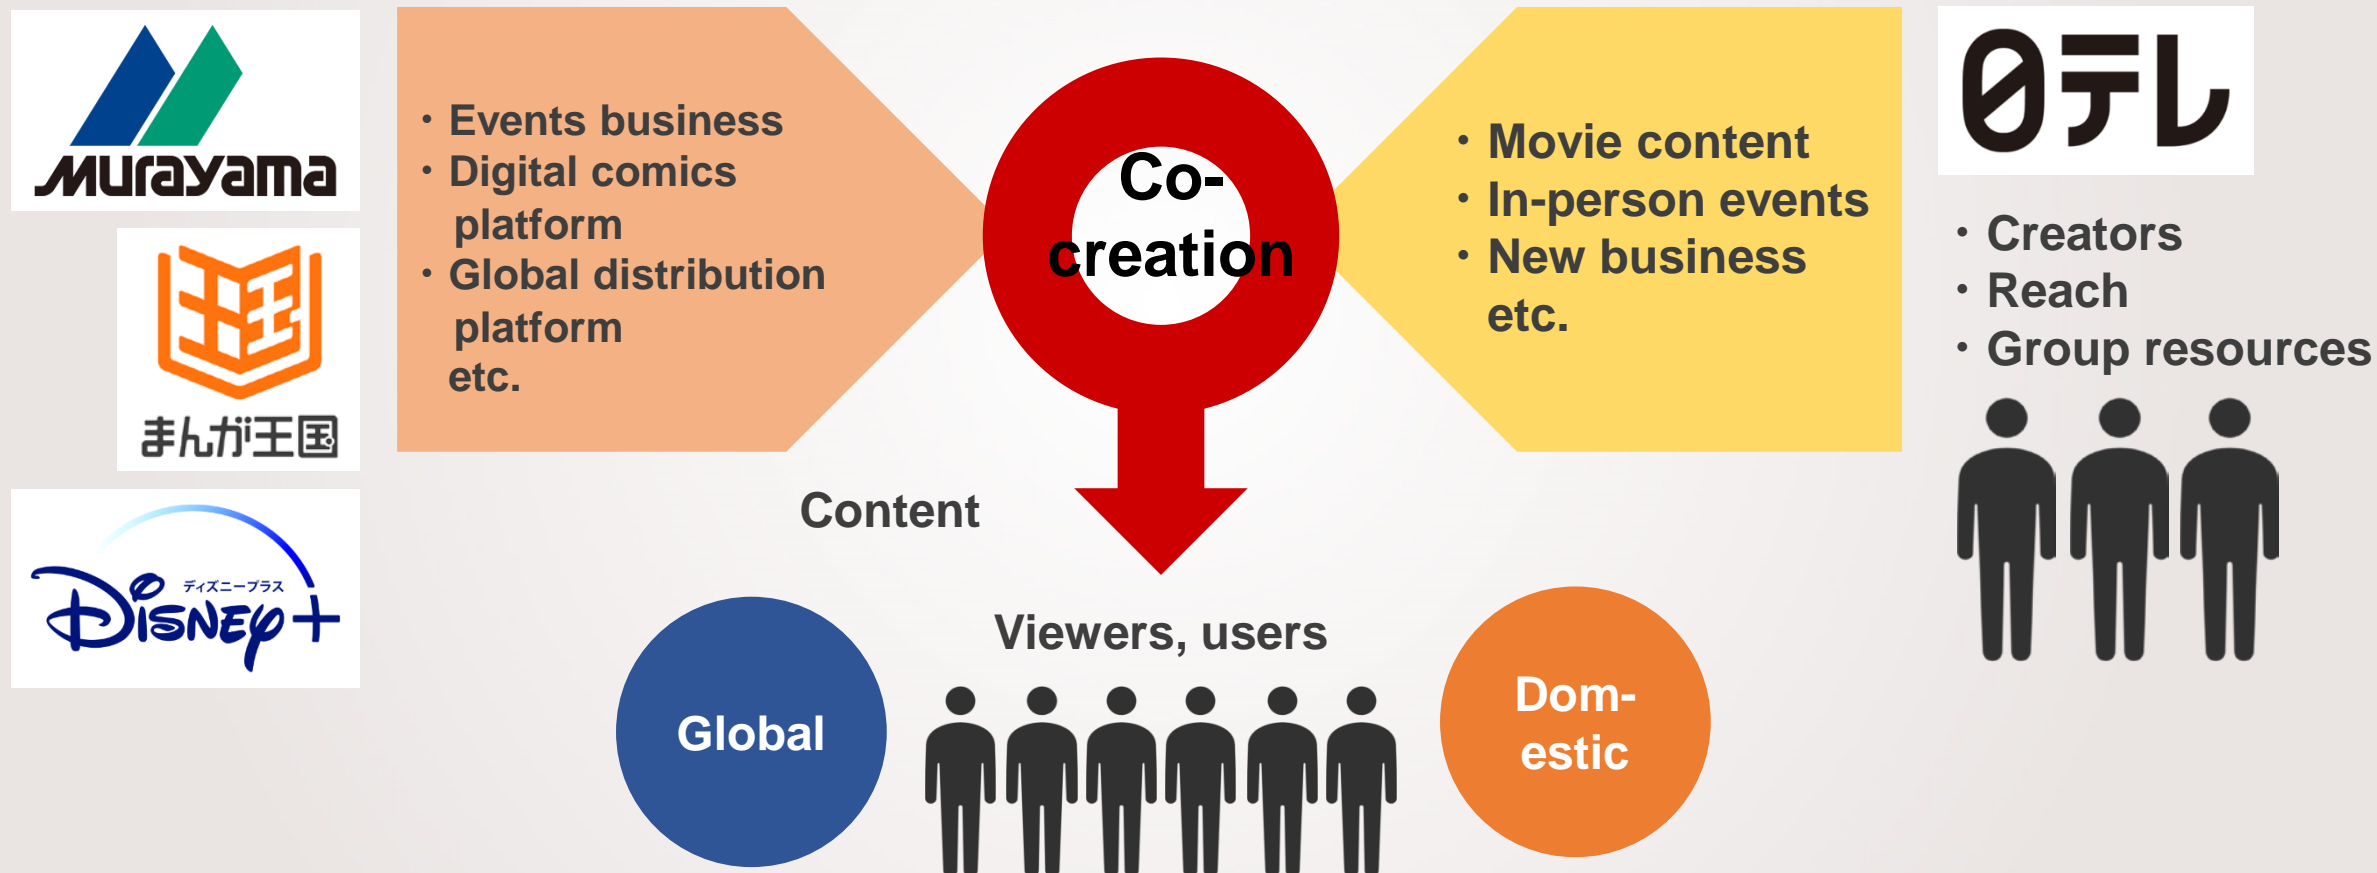 murayama
まんが王国
ディズニープラス
Disney+
・Events business
・Digital comics
platform
・Global distribution
platform
etc.
Co-
creation
・Movie content
・In-person events
・New business
etc.
日テレ
・Creators
・Reach
・Group resources
Content
Viewers, users
Global
Dom-
estic